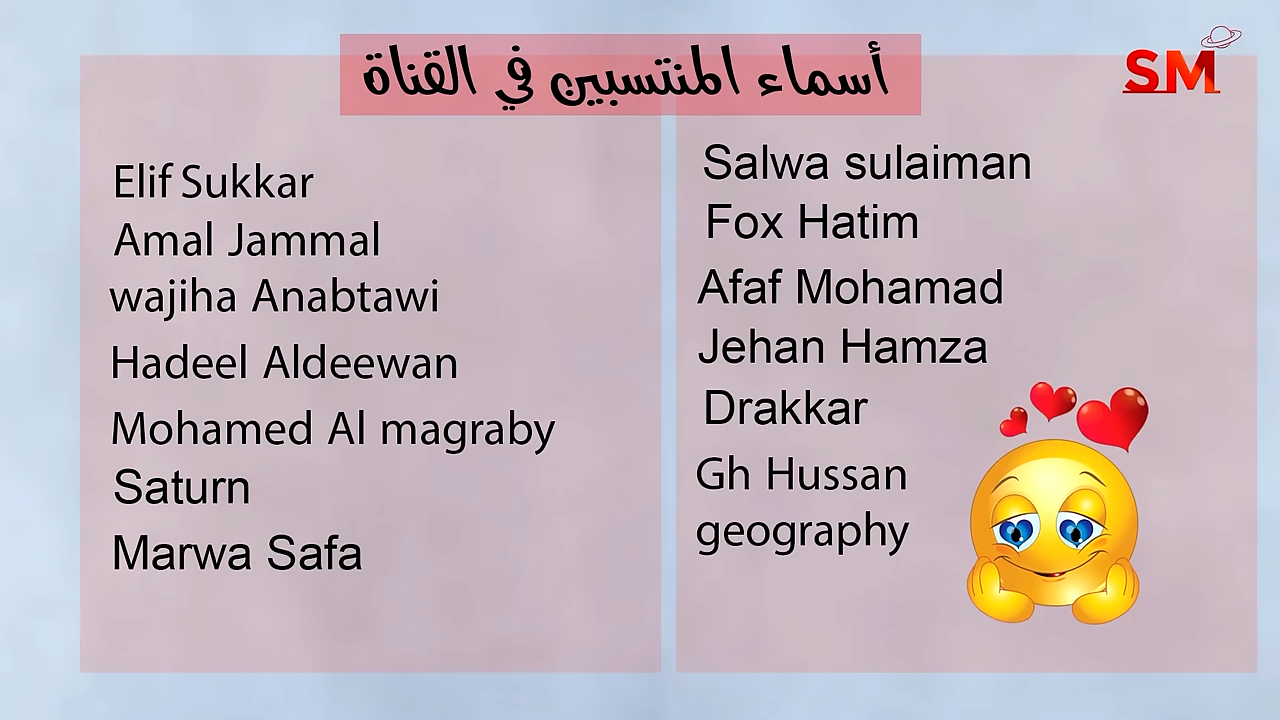 أسماء المنتسبين في القناة
SM
Elif Sukkar
Amal Jammal
wajiha Anabtawi
Hadeel Aldeewan
Mohamed Al magraby
Saturn
Marwa Safa
Salwa sulaiman
Fox Hatim
Afaf Mohamad
Jehan Hamza
Drakkar
Gh Hussan
geography